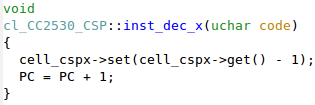 void
cl_CC2530_CSP::inst_dec_x(uchar code)
{
  cell_cspx->set(cell_cspx->get() - 1);
  PC = PC + 1;
}